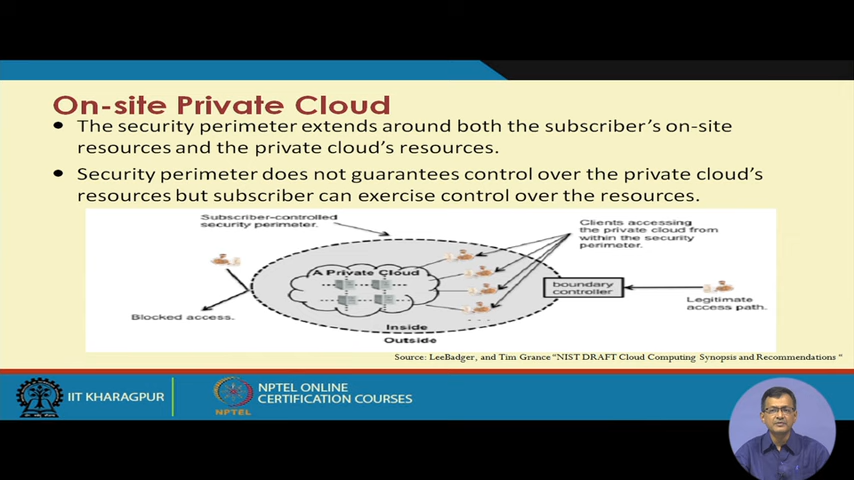 On-site Private Cloud
The security perimeter extends around both the subscriber's on-site
resources and the private cloud's resources.
Security perimeter does not guarantees control over the private cloud's
resources but subscriber can exercise control over the resources.
Subscriber-controlled
security perimeter.
Clients accessing
the private cloud from
within the security
perimeter.
A Private Cloud
boundary
controller
Legitimate
access path.
Blocked access.
Inside
Outside
Source: LeeBadger, and Tim Grance "NIST DRAFT Cloud Computing Synopsis and Recommendations "
IIT KHARAGPUR
NPTEL
NPTEL ONLINE
CERTIFICATION COURSES